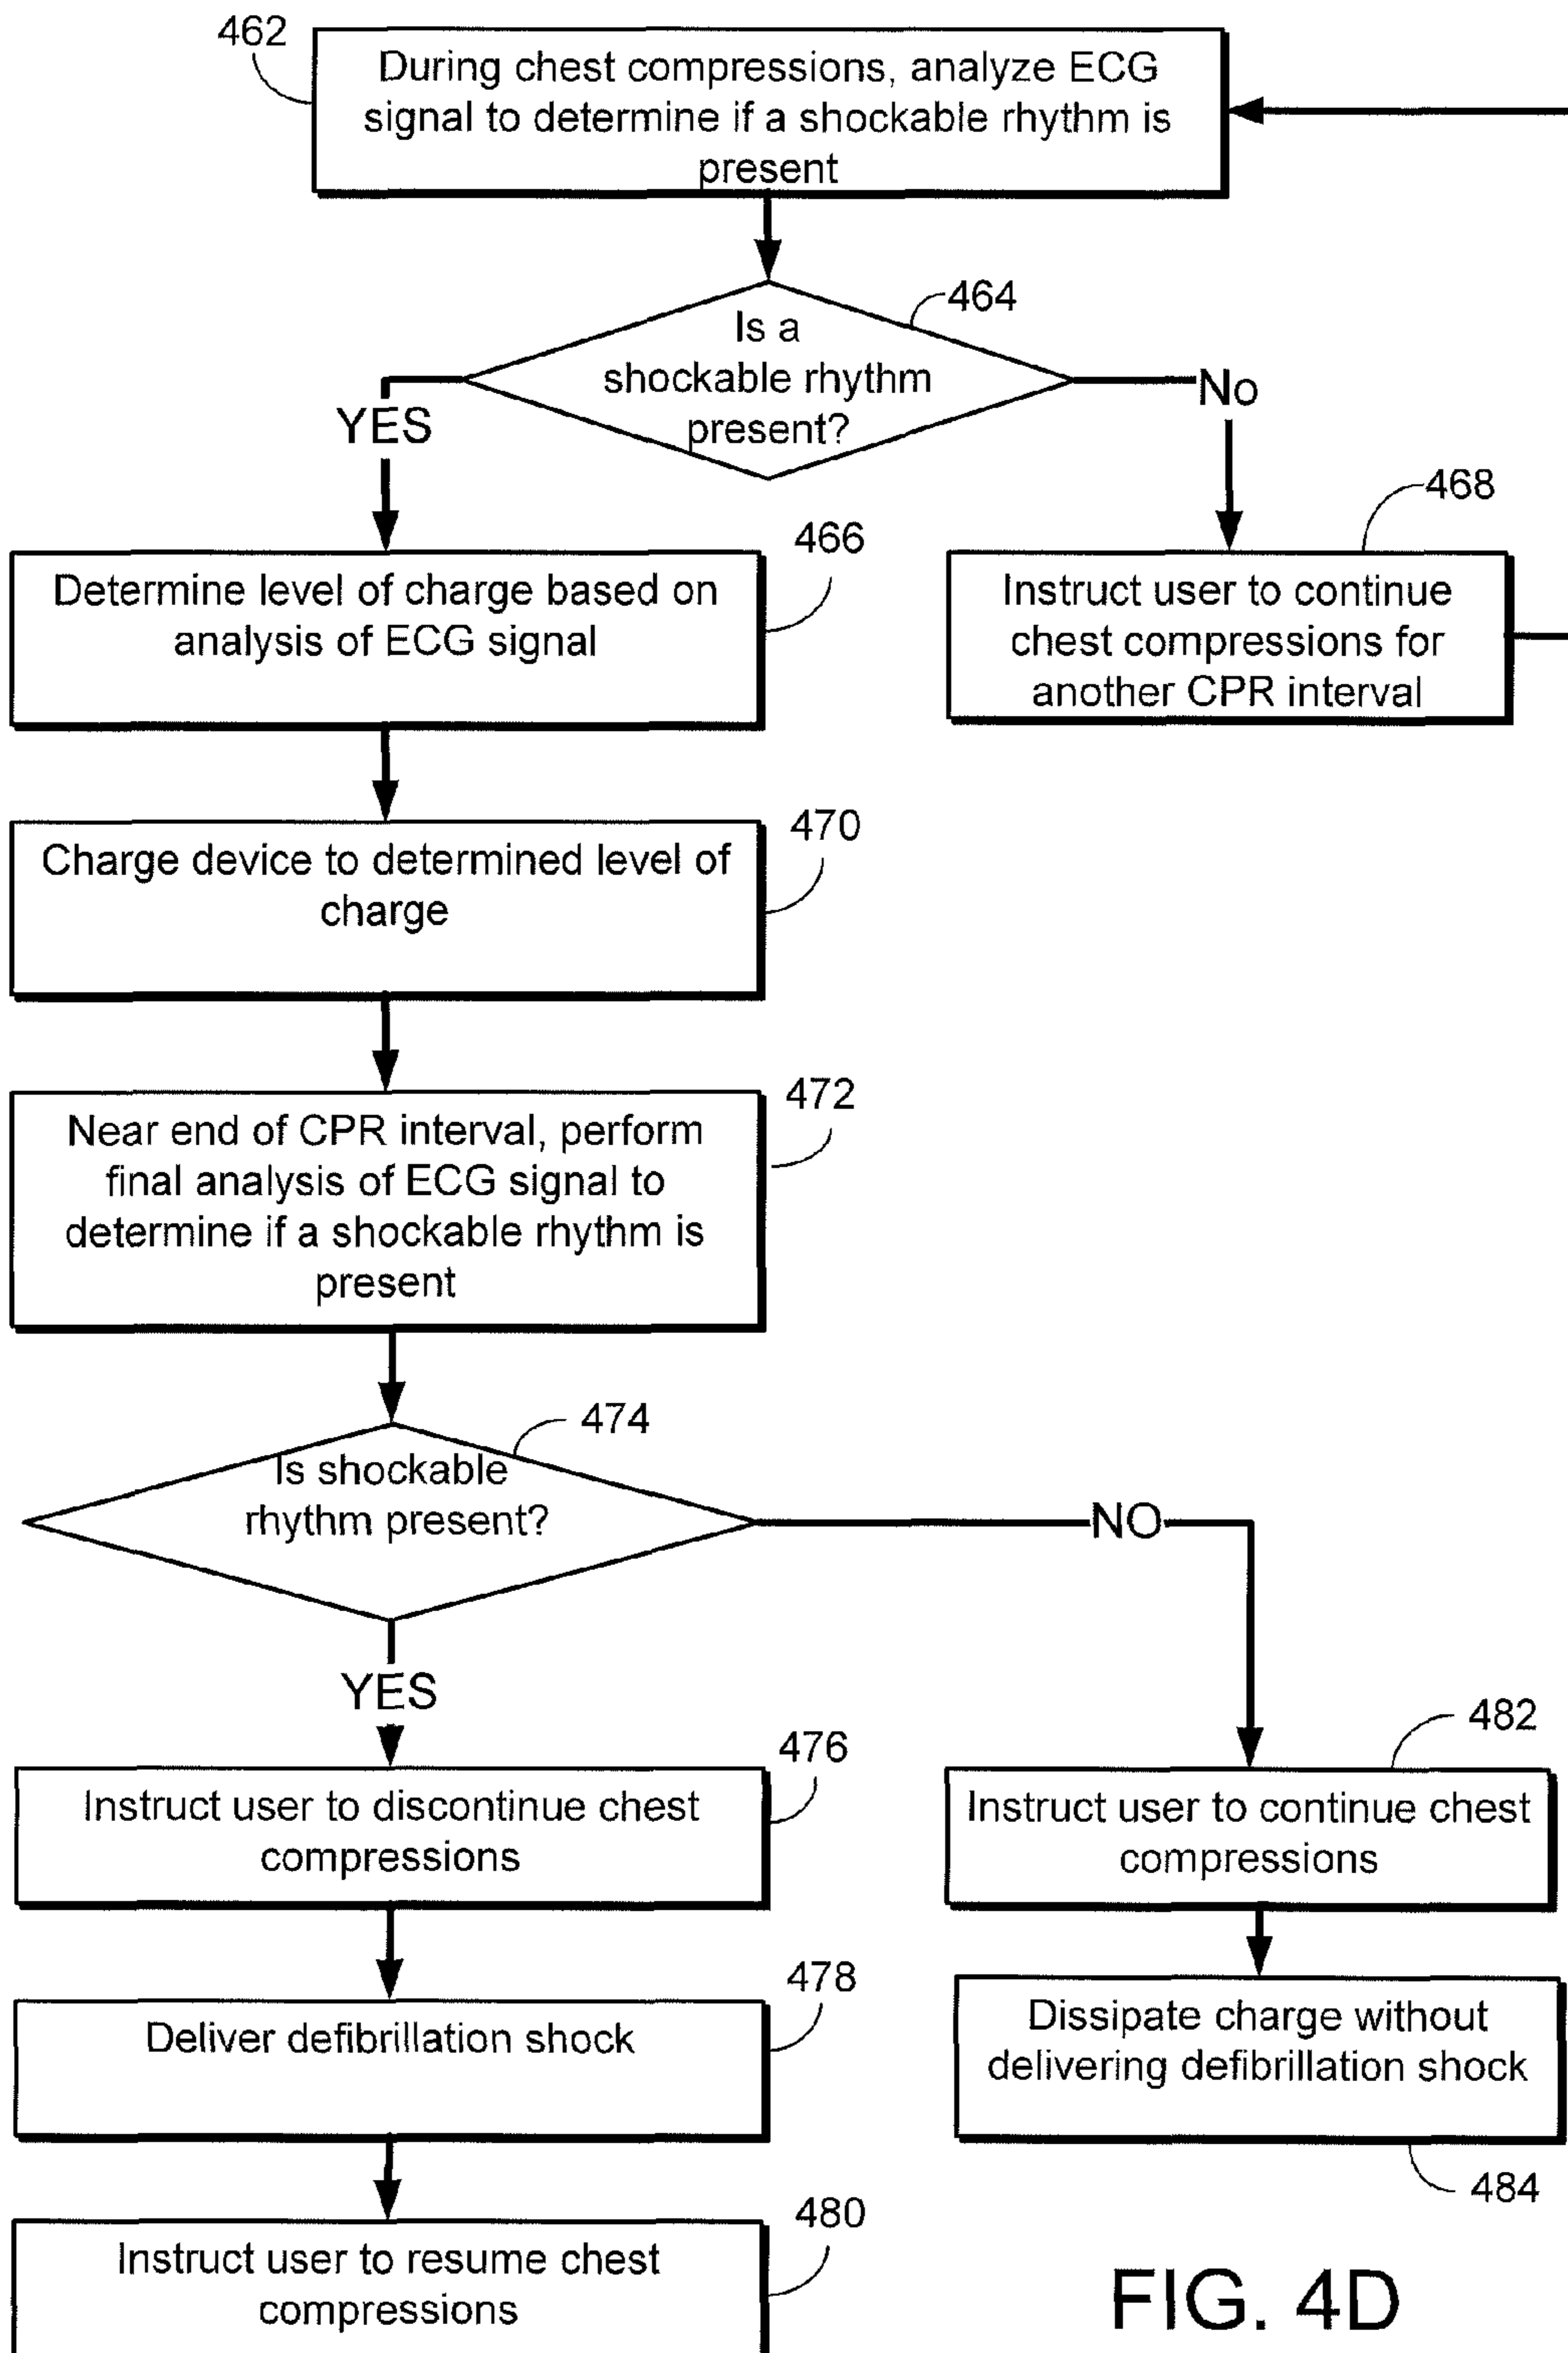 462
During chest compressions, analyze ECG
signal to determine if a shockable rhythm is
present
464
Is a
shockable rhythm
present?
YES
No
466
Determine level of charge based on
analysis of ECG signal
468
Instruct user to continue
chest compressions for
another CPR interval
470
Charge device to determined level of
charge
472
Near end of CPR interval, perform
final analysis of ECG signal to
determine if a shockable rhythm is
present
474
Is shockable
rhythm present?
NO
YES
476
Instruct user to discontinue chest
compressions
482
Instruct user to continue chest
compressions
478
Deliver defibrillation shock
Dissipate charge without
delivering defibrillation shock
484
480
Instruct user to resume chest
compressions
FIG. 4D